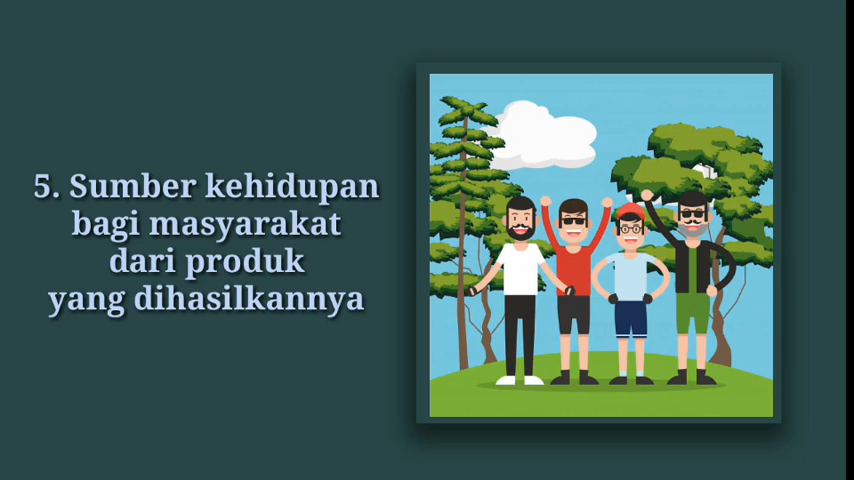 5. Sumber kehidupan
bagi masyarakat
dari produk
yang dihasilkannya